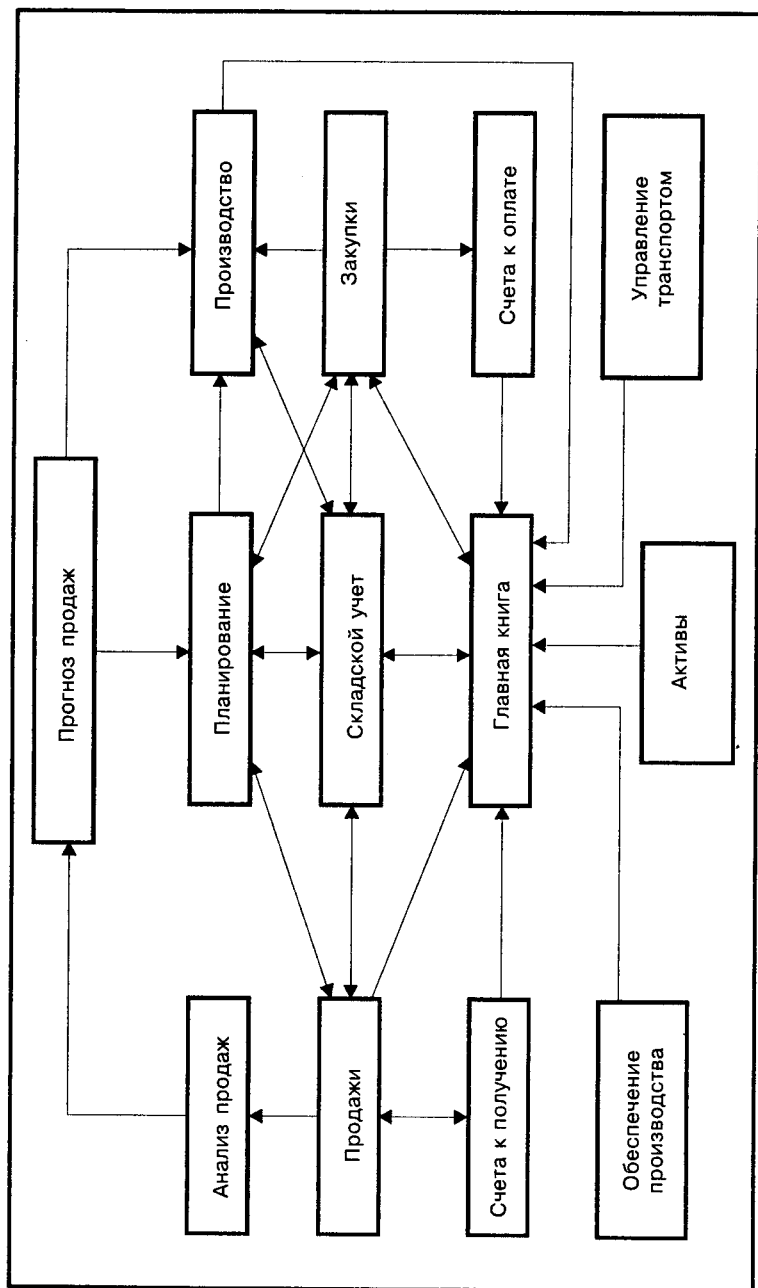 Прогноз продаж
Анализ продаж
Планирование
Производство
Продажи
Складской учет
Закупки
Счета к получению
Главная книга
Счета к оплате
Обеспечение
производства
Активы
Управление
транспортом